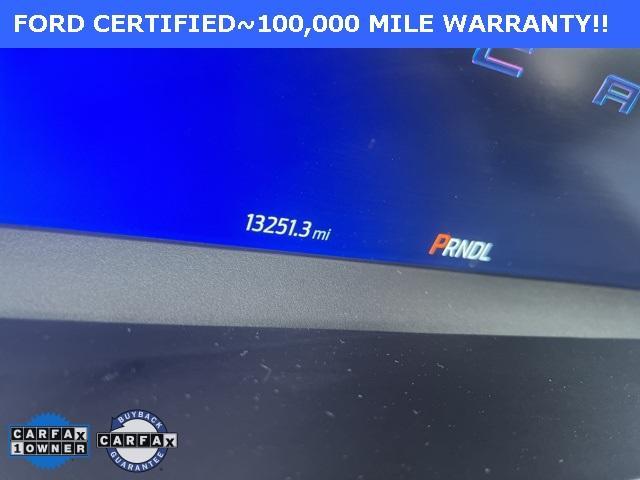 FORD CERTIFIED~100,000 MILE WARRANTY!!
C A
13251.3 mi
PRNDL
CARFAX
1 OWNER
BUYBACK
CARFAX
GUARANTEE